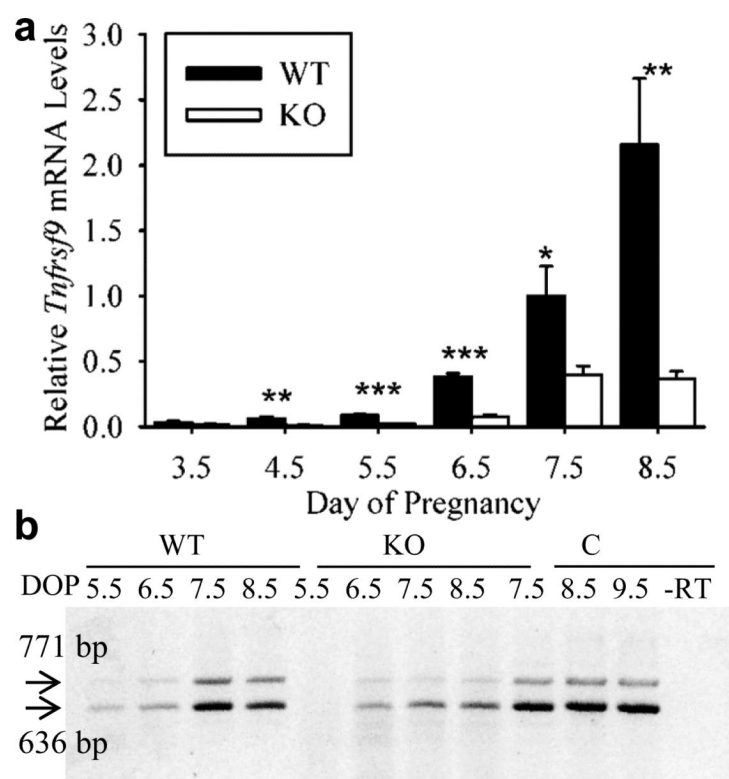 a
3.0
2.5
2.0
1.5
1.0
0.5
0.0
Relative Tnfrsf9 mRNA Levels
WT
KO
** *** *** * **
3.5 4.5 5.5 6.5 7.5 8.5
Day of Pregnancy
b
WT KO C
DOP 5.5 6.5 7.5 8.5 5.5 6.5 7.5 8.5 7.5 8.5 9.5 -RT
771 bp
636 bp